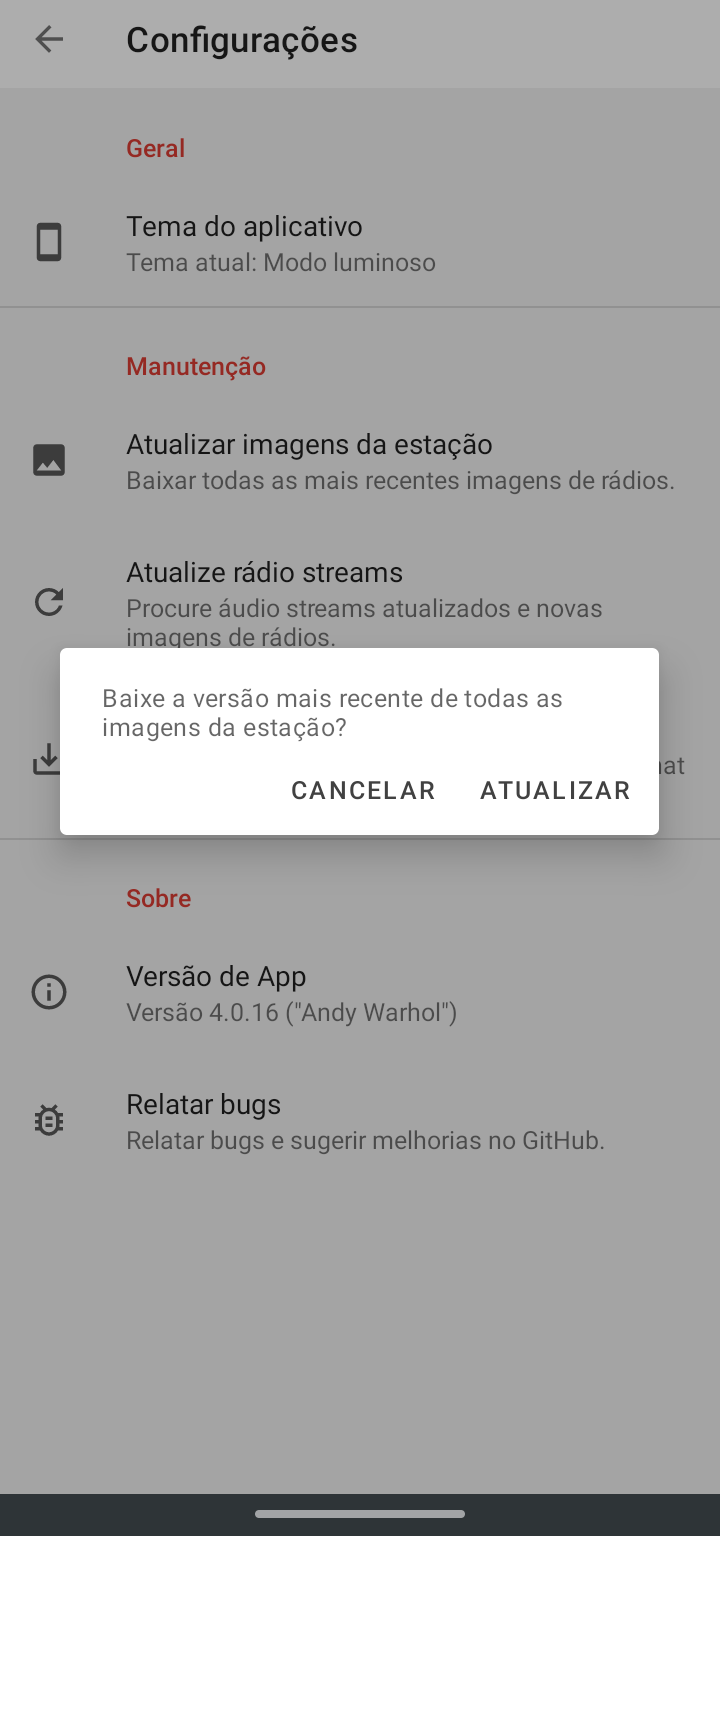 Configurações
Geral
Tema do aplicativo
Tema atual: Modo luminoso
Manutenção
Atualizar imagens da estação
Baixar todas as mais recentes imagens de rádios.
Atualize rádio streams
Procure áudio streams atualizados e novas
imagens de rádios.
Baixe a versão mais recente de todas as
imagens da estação?
CANCELAR ATUALIZAR
Sobre
Versão de App
Versão 4.0.16 ("Andy Warhol")
Relatar bugs
Relatar bugs e sugerir melhorias no GitHub.